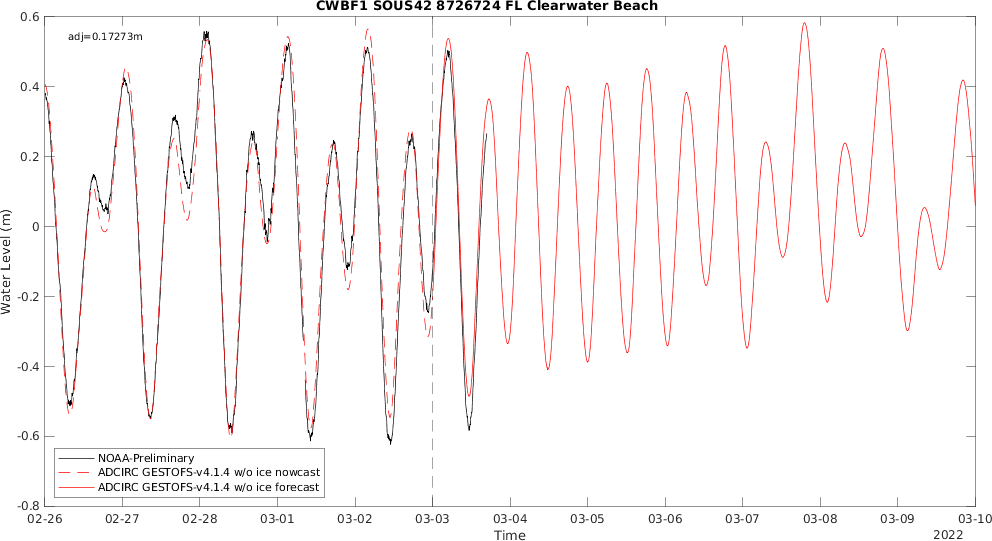 CWBF1 SOUS42 8726724 FL Clearwater Beach
adj=0.17273m
0.6
0.4
0.2
0
-0.2
-0.4
-0.6
-0.8
Water Level (m)
NOAA-Preliminary
ADCIRC GESTOFS-v4.1.4 w/o ice nowcast
ADCIRC GESTOFS-v4.1.4 w/o ice forecast
02-26 02-27 02-28 03-01 03-02 03-03 03-04 03-05 03-06 03-07 03-08 03-09 03-10
Time
2022